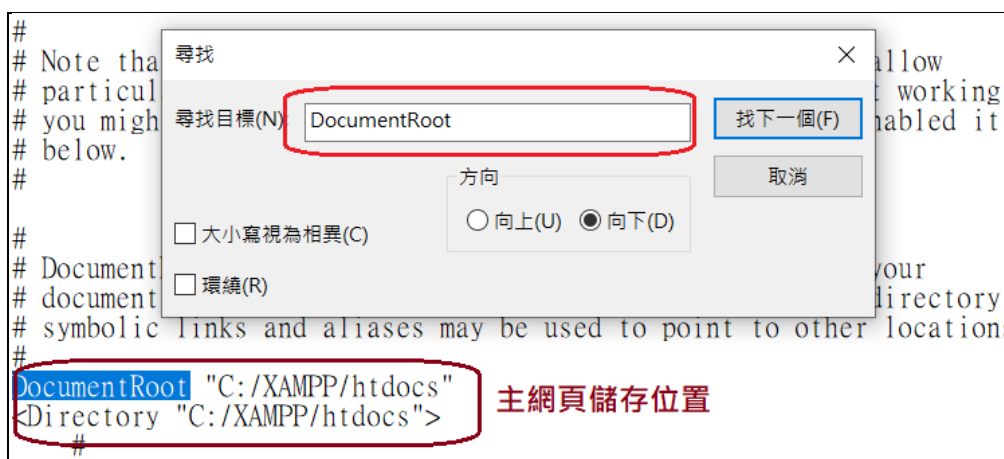 #
# Note tha
allow
# particul
t working
# you migh
nabled it
# below.
#
尋找
尋找目標(N):
DocumentRoot
找下一個(F)
取消
方向
向上(U)
向下(D)
大小寫視為相異(C)
環繞(R)
#
# Document
your
# document
directory
# symbolic links and aliases may be used to point to other locations
#
DocumentRoot "C:/XAMPP/htdocs"
<Directory "C:/XAMPP/htdocs">
#
主網頁儲存位置